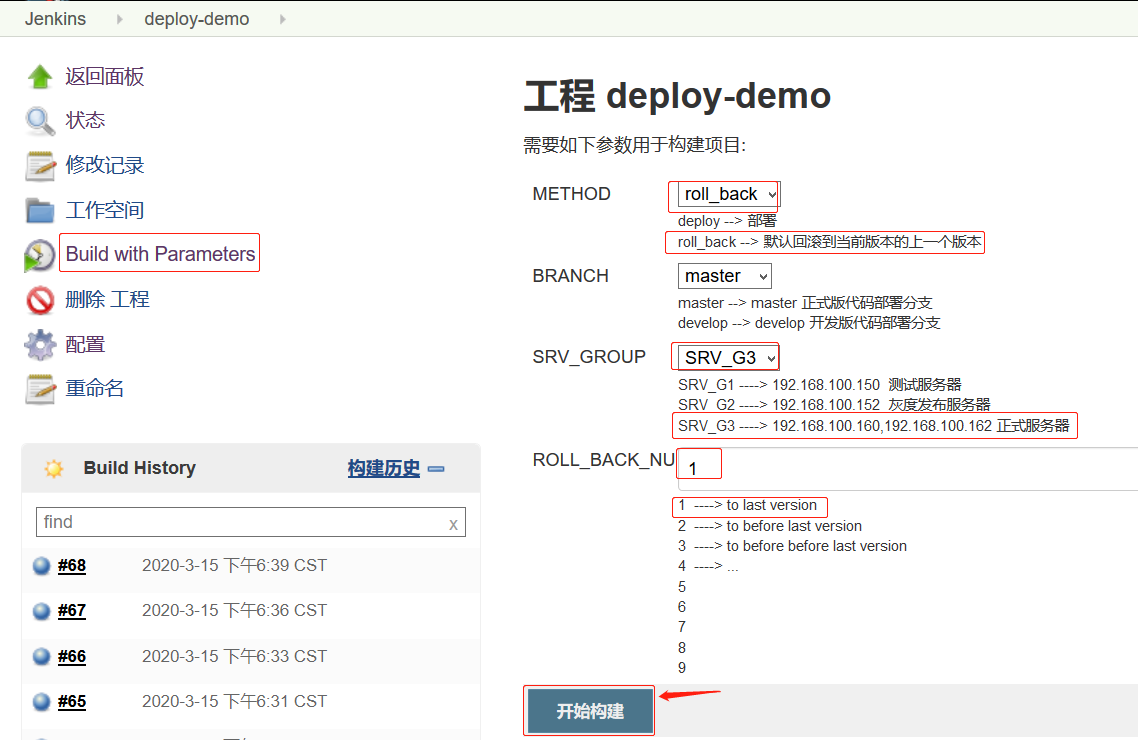 Jenkins deploy-demo
返回面板
状态
修改记录
工作空间
Build with Parameters
删除 工程
配置
重命名
Build History 构建历史
find x
#68 2020-3-15 下午6:39 CST
#67 2020-3-15 下午6:36 CST
#66 2020-3-15 下午6:33 CST
#65 2020-3-15 下午6:31 CST
工程 deploy-demo
需要如下参数用于构建项目:
METHOD roll_back
deploy --> 部署
roll_back --> 默认回滚到当前版本的上一个版本
BRANCH master
master --> master 正式版代码部署分支
develop --> develop 开发版代码部署分支
SRV_GROUP SRV_G3
SRV_G1 ----> 192.168.100.150 测试服务器
SRV_G2 ----> 192.168.100.152 灰度发布服务器
SRV_G3 ----> 192.168.100.160,192.168.100.162 正式服务器
ROLL_BACK_NU 1
1 ----> to last version
2 ----> to before last version
3 ----> to before before last version
4 ----> ...
5
6
7
8
9
开始构建